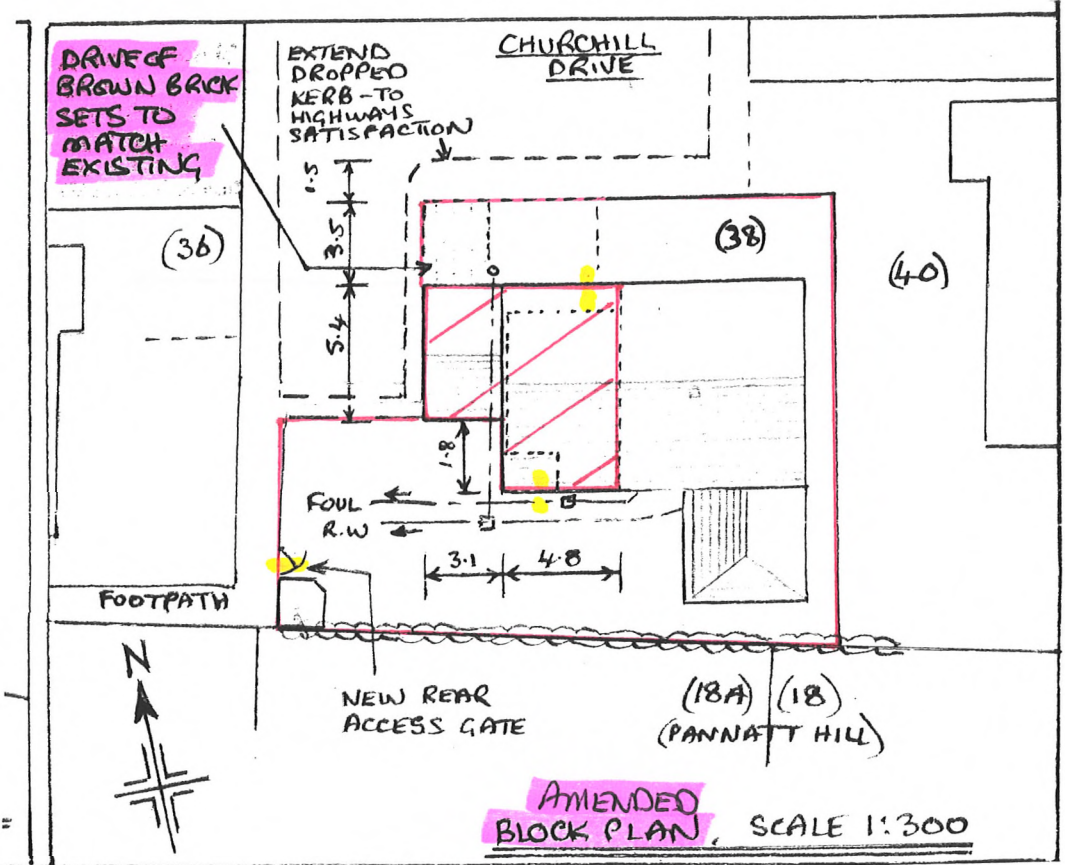 DRIVE OF
BROWN BRICK
SETS TO
MATCH
EXISTING
EXTEND
DROPPED
KERB-TO
HIGHWAYS
SATISFACTION
CHURCHILL
DRIVE
1.5
3.5
5.4
(36)
(38)
(40)
1.8
FOUL
R.W
3.1
4.8
FOOTPATH
N
NEW REAR
ACCESS GATE
(18A) (18)
(PANNATT HILL)
AMENDED
BLOCK PLAN. SCALE 1:300